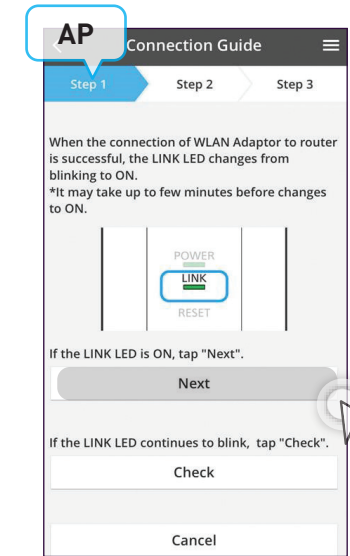 AP
Connection Guide
Step 1
Step 2
Step 3
When the connection of WLAN Adaptor to router
is successful, the LINK LED changes from
blinking to ON.
*It may take up to few minutes before changes
to ON.
POWER
LINK
RESET
If the LINK LED is ON, tap "Next".
Next
If the LINK LED continues to blink, tap "Check".
Check
Cancel